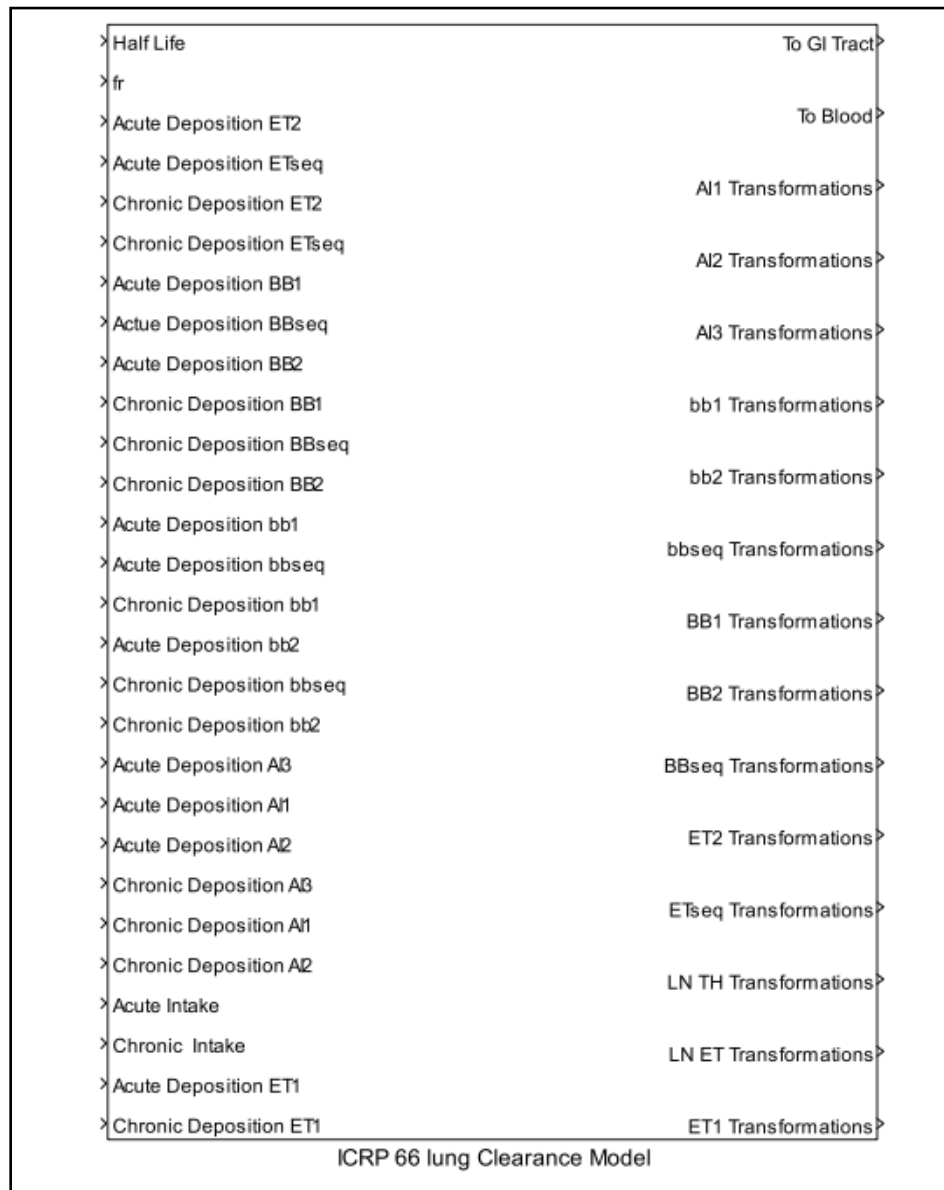 Half Life
fr
Acute Deposition ET2
Acute Deposition ETseq
Chronic Deposition ET2
Chronic Deposition ETseq
Acute Deposition BB1
Actue Deposition BBseq
Acute Deposition BB2
Chronic Deposition BB1
Chronic Deposition BBseq
Chronic Deposition BB2
Acute Deposition bb1
Acute Deposition bbseq
Chronic Deposition bb1
Acute Deposition bb2
Chronic Deposition bbseq
Chronic Deposition bb2
Acute Deposition AI3
Acute Deposition AI1
Acute Deposition AI2
Chronic Deposition AI3
Chronic Deposition AI1
Chronic Deposition AI2
Acute Intake
Chronic Intake
Acute Deposition ET1
Chronic Deposition ET1
To GI Tract
To Blood
AI1 Transformations
AI2 Transformations
AI3 Transformations
bb1 Transformations
bb2 Transformations
bbseq Transformations
BB1 Transformations
BB2 Transformations
BBseq Transformations
ET2 Transformations
ETseq Transformations
LN TH Transformations
LN ET Transformations
ET1 Transformations
ICRP 66 lung Clearance Model